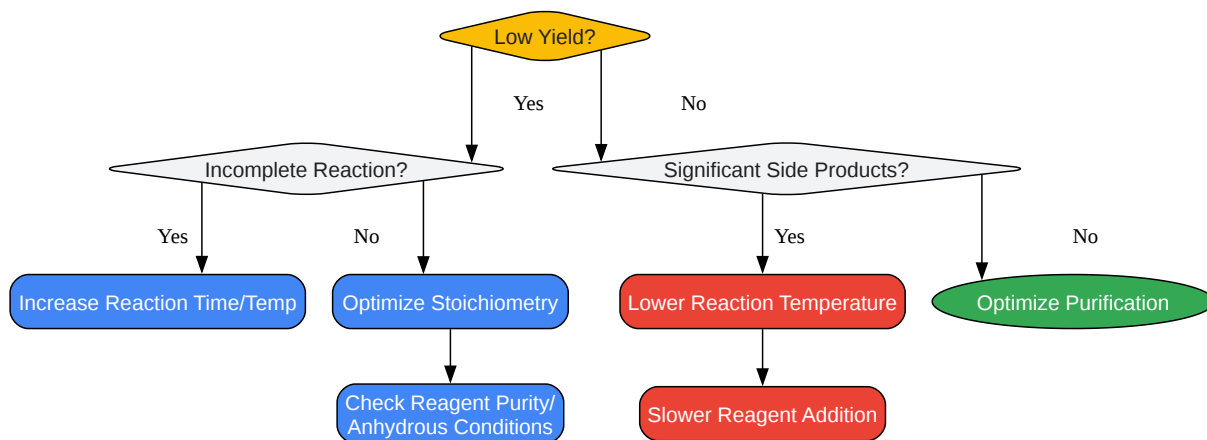 Low Yield?
Yes
No
Incomplete Reaction?
Significant Side Products?
Yes
No
Yes
No
Increase Reaction Time/Temp
Optimize Stoichiometry
Lower Reaction Temperature
Optimize Purification
Check Reagent Purity/
Anhydrous Conditions
Slower Reagent Addition